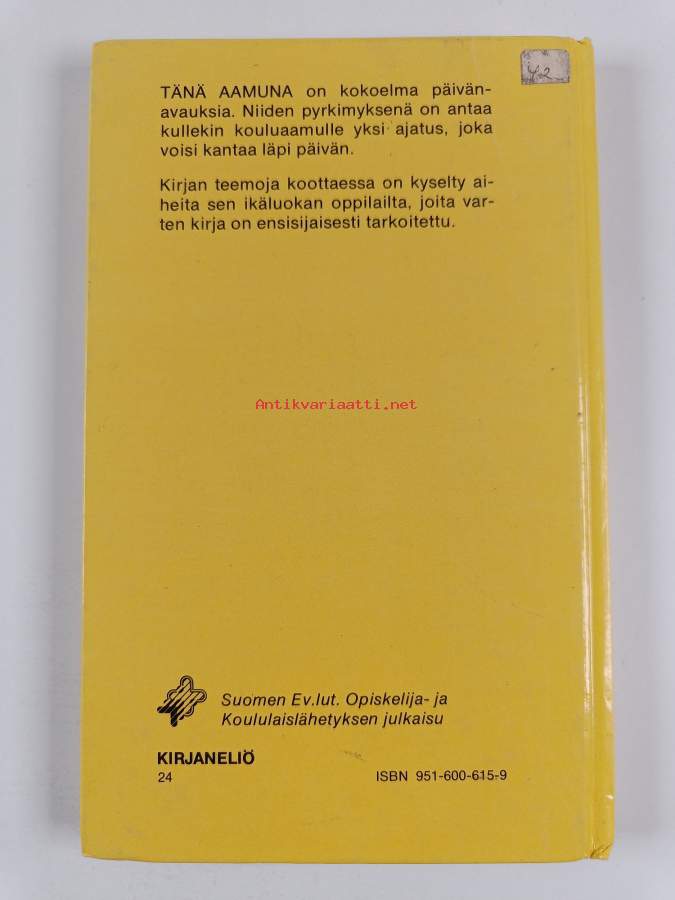 42
TÄNÄ AAMUNA on kokoelma päivän-
avauksia. Niiden pyrkimyksenä on antaa
kullekin kouluaamulle yksi ajatus, joka
voisi kantaa läpi päivän.
Kirjan teemoja koottaessa on kyselty ai-
heita sen ikäluokan oppilailta, joita var-
ten kirja on ensisijaisesti tarkoitettu.
Antikvariaatti.net
Suomen Ev.lut. Opiskelija- ja
Koululaislähetyksen julkaisu
KIRJANELIÖ
24
ISBN 951-600-615-9